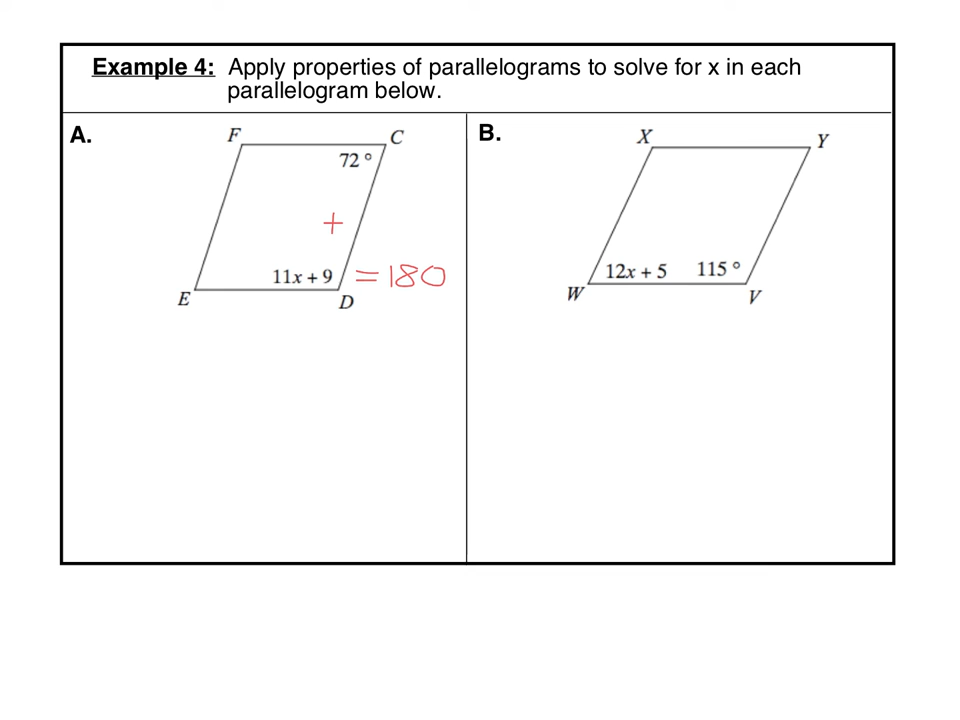 Example 4: Apply properties of parallelograms to solve for x in each
parallelogram below.
A.
F
C
72 °
+
11x + 9 = 180
E
D
B.
X
Y
12x + 5 115 °
W
V